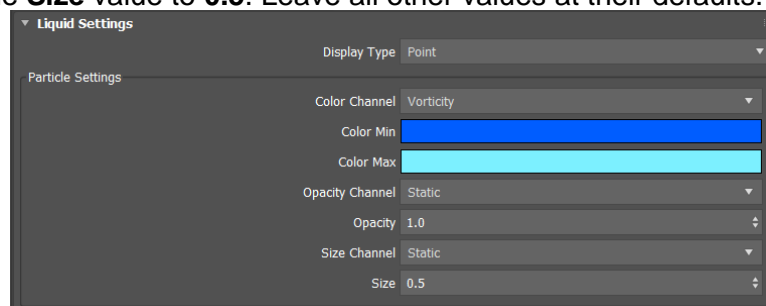 Size value to 0.5. Leave all other values at their defaults.
Liquid Settings
Display Type Point
Particle Settings
Color Channel Vorticity
Color Min
Color Max
Opacity Channel Static
Opacity 1.0
Size Channel Static
Size 0.5